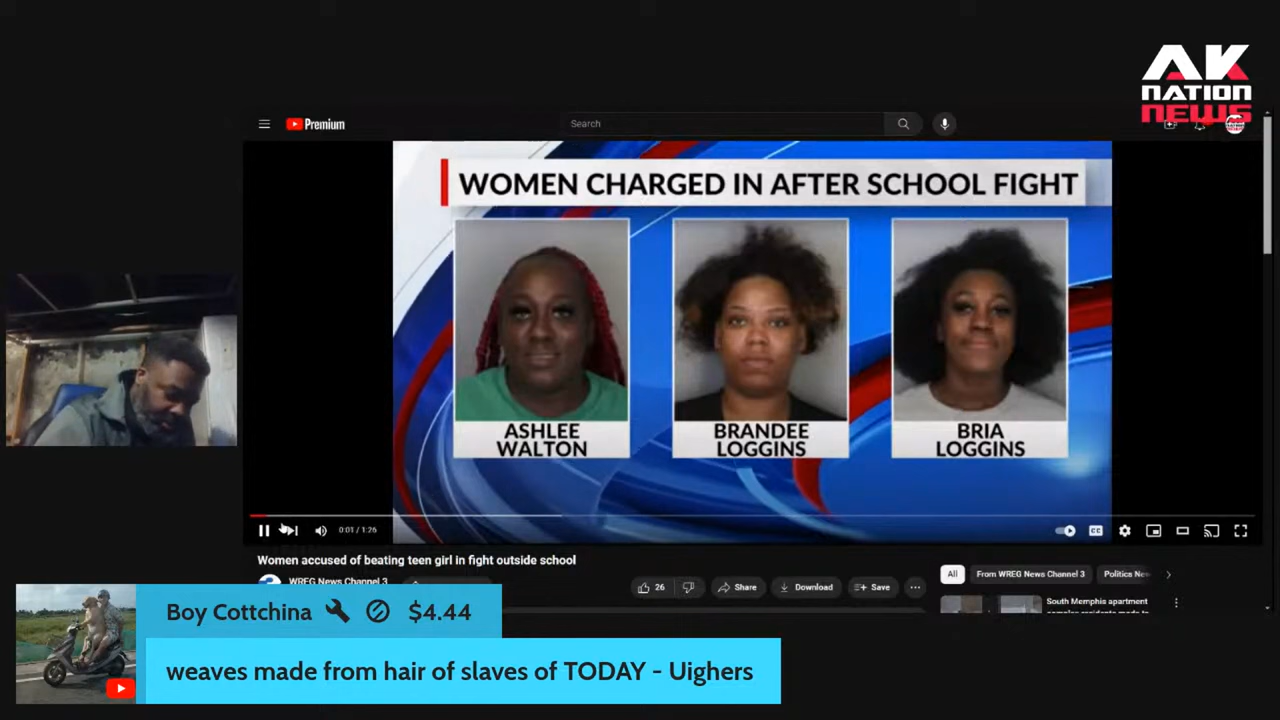 AK
NATION
NEWS
Premium
Search
WOMEN CHARGED IN AFTER SCHOOL FIGHT
ASHLEE
WALTON
BRANDEE
LOGGINS
BRIA
LOGGINS
0:01 / 1:26
CC
Women accused of beating teen girl in fight outside school
WREG News Channel 3
26
Share
Download
Save
All
From WREG News Channel 3
Politics New
South Memphis apartment
Boy Cottchina $4.44
weaves made from hair of slaves of TODAY - Uighers